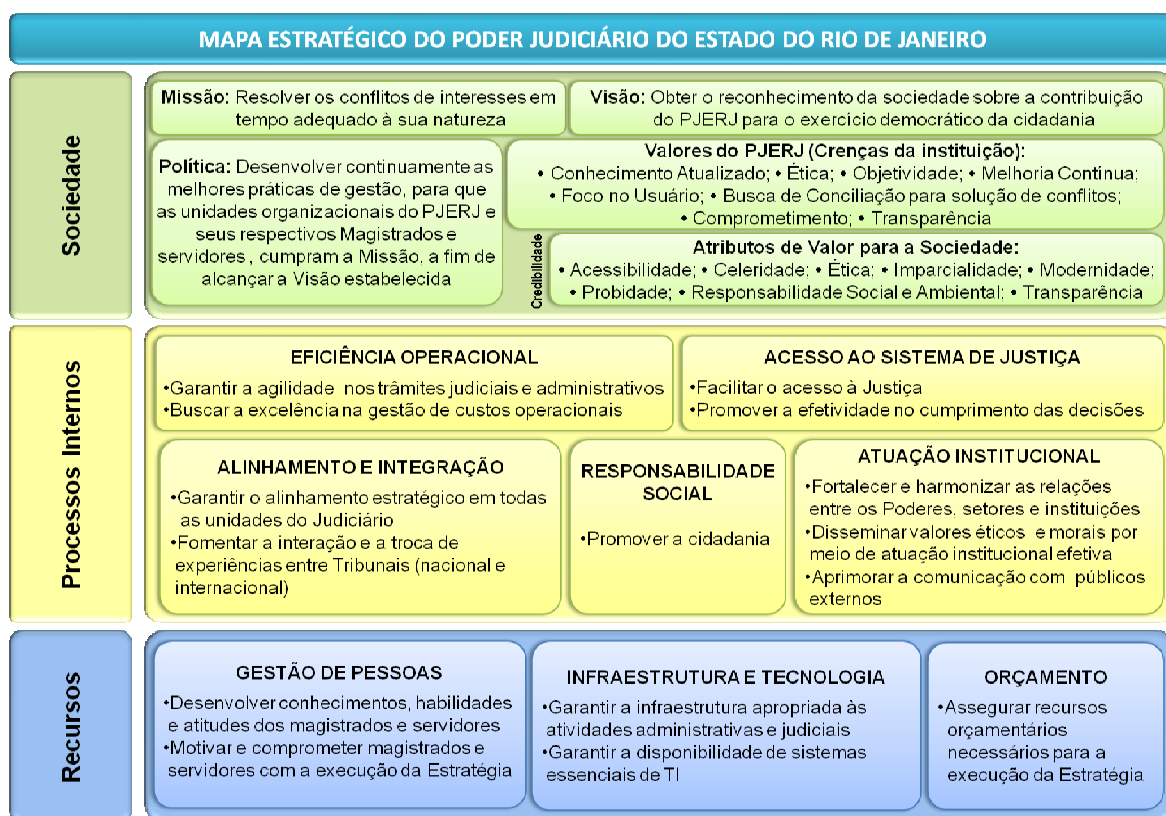 MAPA ESTRATÉGICO DO PODER JUDICIÁRIO DO ESTADO DO RIO DE JANEIRO
Sociedade
Missão: Resolver os conflitos de interesses em
tempo adequado à sua natureza
Visão: Obter o reconhecimento da sociedade sobre a contribuição
do PJERJ para o exercício democrático da cidadania
Política: Desenvolver continuamente as
melhores práticas de gestão, para que
as unidades organizacionais do PJERJ e
seus respectivos Magistrados e
servidores , cumpram a Missão, a fim de
alcançar a Visão estabelecida
Valores do PJERJ (Crenças da instituição):
• Conhecimento Atualizado; • Ética; • Objetividade; • Melhoria Continua;
• Foco no Usuário; • Busca de Conciliação para solução de conflitos;
• Comprometimento; • Transparência
Credibilidade
Atributos de Valor para a Sociedade:
• Acessibilidade; • Celeridade; • Ética; • Imparcialidade; • Modernidade;
• Probidade; • Responsabilidade Social e Ambiental; • Transparência
Processos Internos
EFICIÊNCIA OPERACIONAL
•Garantir a agilidade nos trâmites judiciais e administrativos
•Buscar a excelência na gestão de custos operacionais
ACESSO AO SISTEMA DE JUSTIÇA
•Facilitar o acesso à Justiça
•Promover a efetividade no cumprimento das decisões
ALINHAMENTO E INTEGRAÇÃO
•Garantir o alinhamento estratégico em todas
as unidades do Judiciário
•Fomentar a interação e a troca de
experiências entre Tribunais (nacional e
internacional)
RESPONSABILIDADE
SOCIAL
•Promover a cidadania
ATUAÇÃO INSTITUCIONAL
•Fortalecer e harmonizar as relações
entre os Poderes, setores e instituições
•Disseminar valores éticos e morais por
meio de atuação institucional efetiva
•Aprimorar a comunicação com públicos
externos
Recursos
GESTÃO DE PESSOAS
•Desenvolver conhecimentos, habilidades
e atitudes dos magistrados e servidores
•Motivar e comprometer magistrados e
servidores com a execução da Estratégia
INFRAESTRUTURA E TECNOLOGIA
•Garantir a infraestrutura apropriada às
atividades administrativas e judiciais
•Garantir a disponibilidade de sistemas
essenciais de TI
ORÇAMENTO
•Assegurar recursos
orçamentários
necessários para a
execução da Estratégia